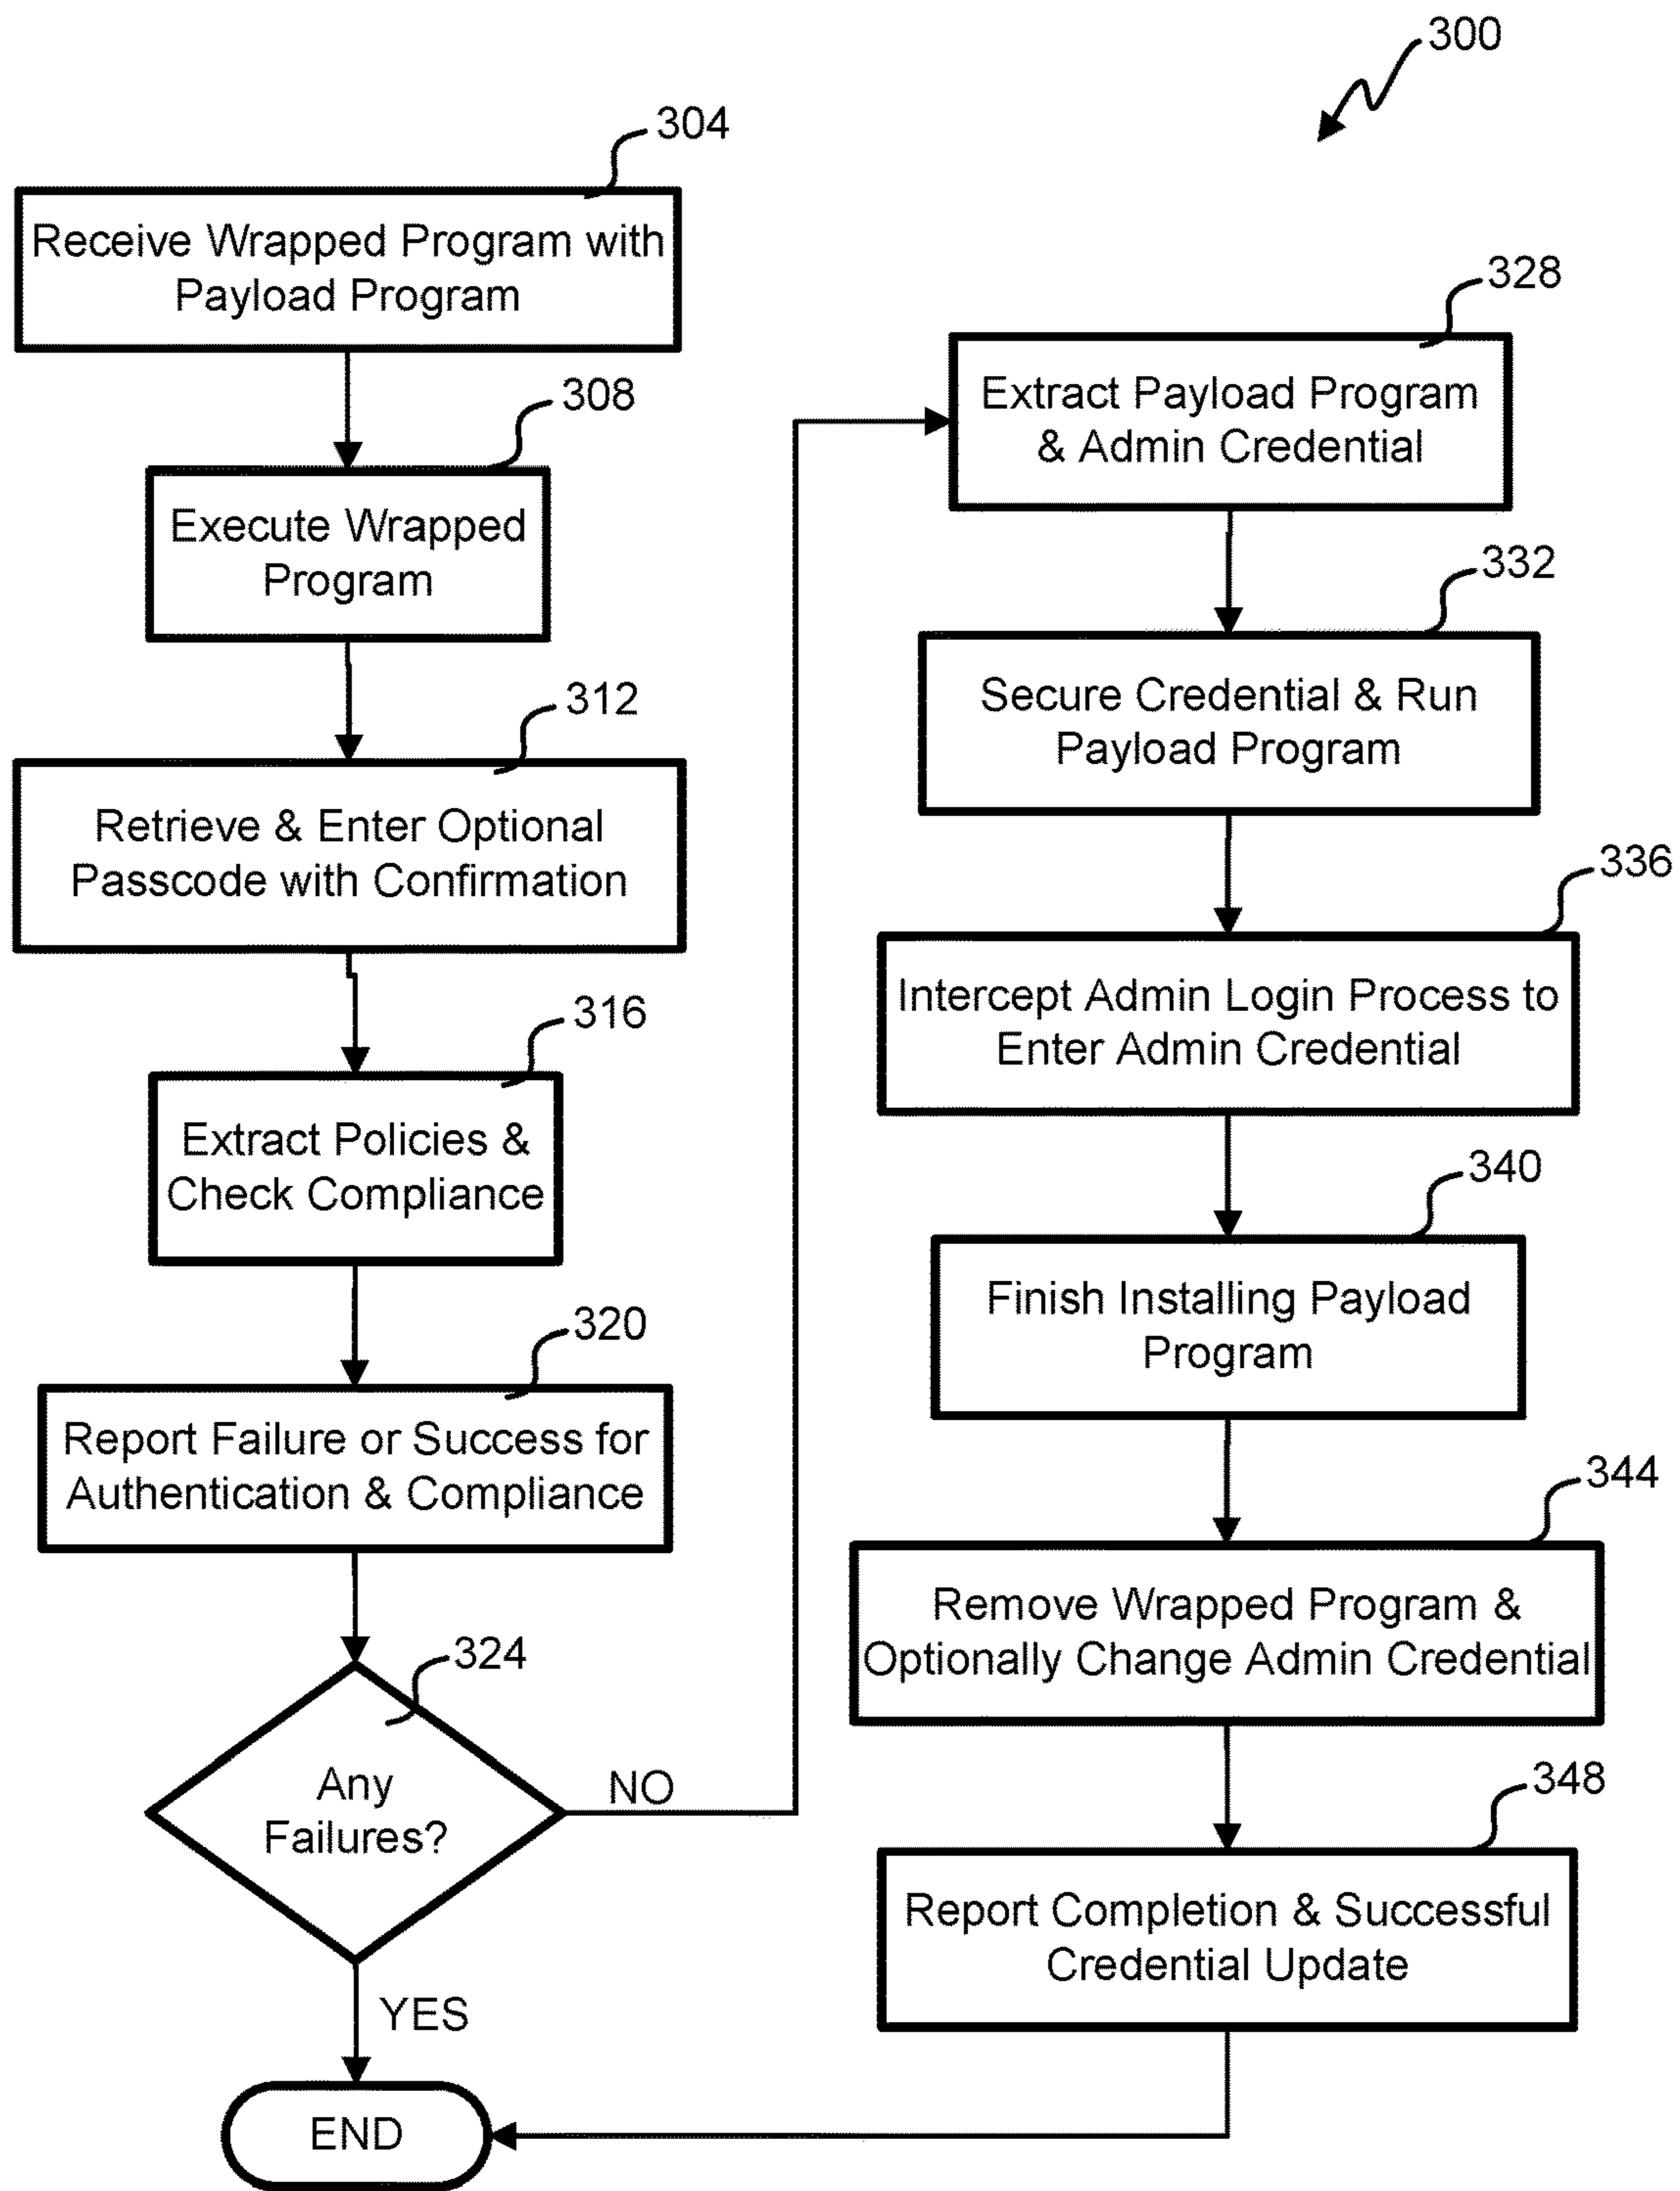 300
304
Receive Wrapped Program with
Payload Program
308
Execute Wrapped
Program
312
Retrieve & Enter Optional
Passcode with Confirmation
316
Extract Policies &
Check Compliance
320
Report Failure or Success for
Authentication & Compliance
324
Any
Failures?
NO
YES
END
328
Extract Payload Program
& Admin Credential
332
Secure Credential & Run
Payload Program
336
Intercept Admin Login Process to
Enter Admin Credential
340
Finish Installing Payload
Program
344
Remove Wrapped Program &
Optionally Change Admin Credential
348
Report Completion & Successful
Credential Update